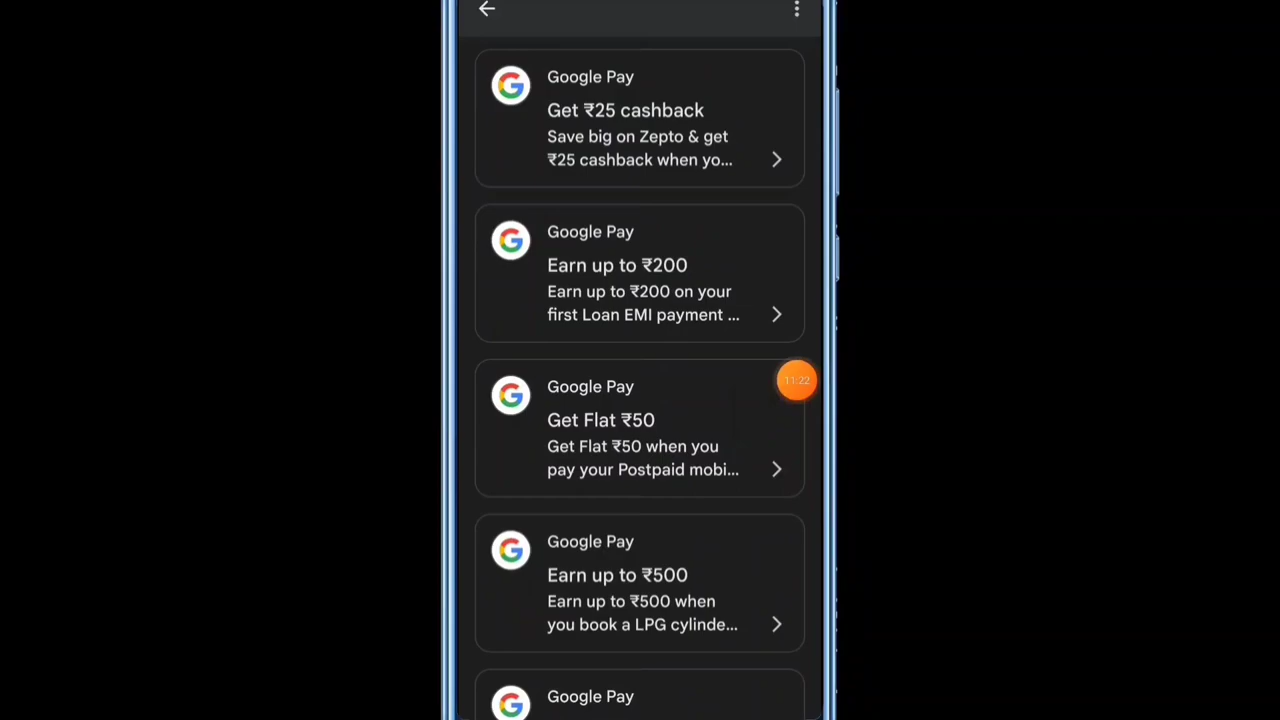 Google Pay
Get ₹25 cashback
Save big on Zepto & get
₹25 cashback when yo...
Google Pay
Earn up to ₹200
Earn up to ₹200 on your
first Loan EMI payment ...
11:22
Google Pay
Get Flat ₹50
Get Flat ₹50 when you
pay your Postpaid mobi...
Google Pay
Earn up to ₹500
Earn up to ₹500 when
you book a LPG cylinde...
Google Pay